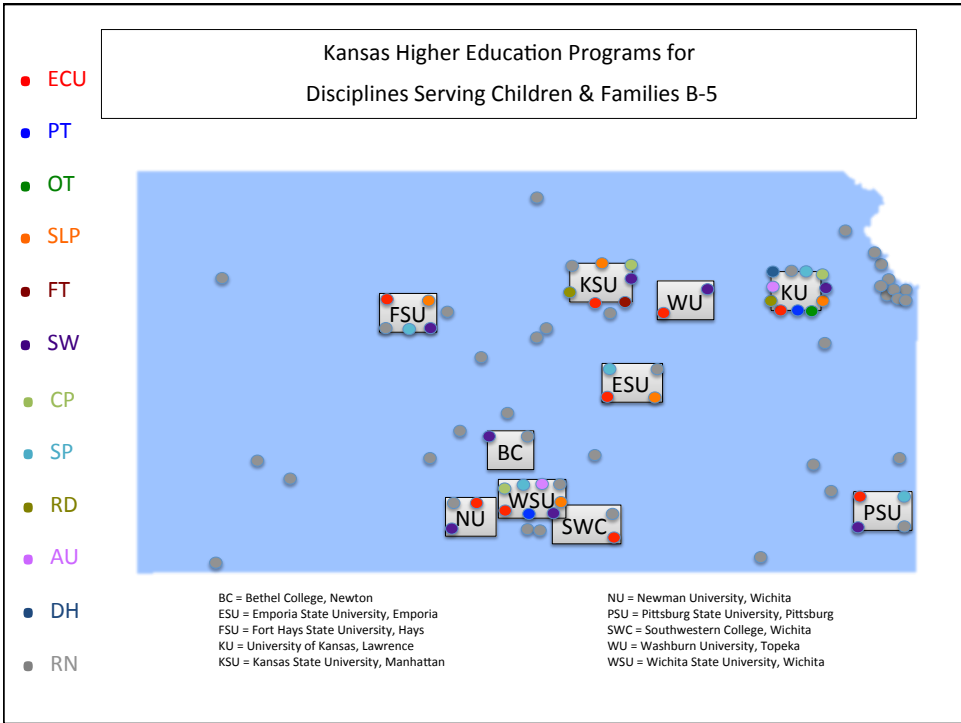 Kansas Higher Education Programs for
Disciplines Serving Children & Families B-5
• ECU
• PT
• OT
• SLP
• FT
• SW
• CP
• SP
• RD
• AU
• DH
• RN
KSU
KU
WU
FSU
ESU
BC
WSU
NU
SWC
PSU
BC = Bethel College, Newton
ESU = Emporia State University, Emporia
FSU = Fort Hays State University, Hays
KU = University of Kansas, Lawrence
KSU = Kansas State University, Manhattan
NU = Newman University, Wichita
PSU = Pittsburg State University, Pittsburg
SWC = Southwestern College, Wichita
WU = Washburn University, Topeka
WSU = Wichita State University, Wichita